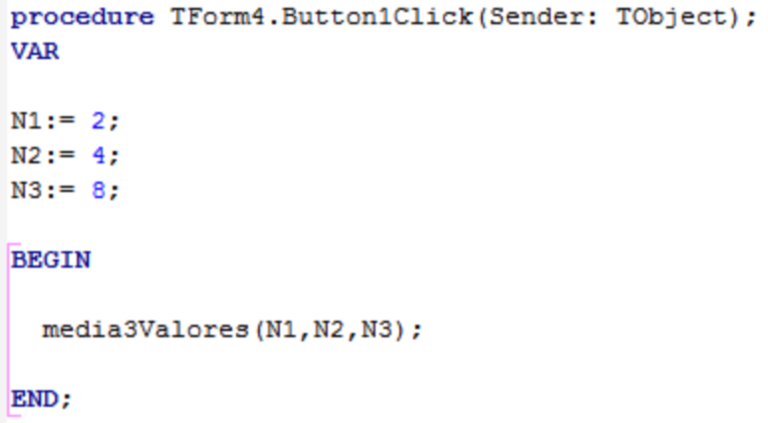 procedure TForm4.Button1Click(Sender: TObject);
VAR
N1:= 2;
N2:= 4;
N3:= 8;
BEGIN
media3Valores(N1,N2,N3);
END;